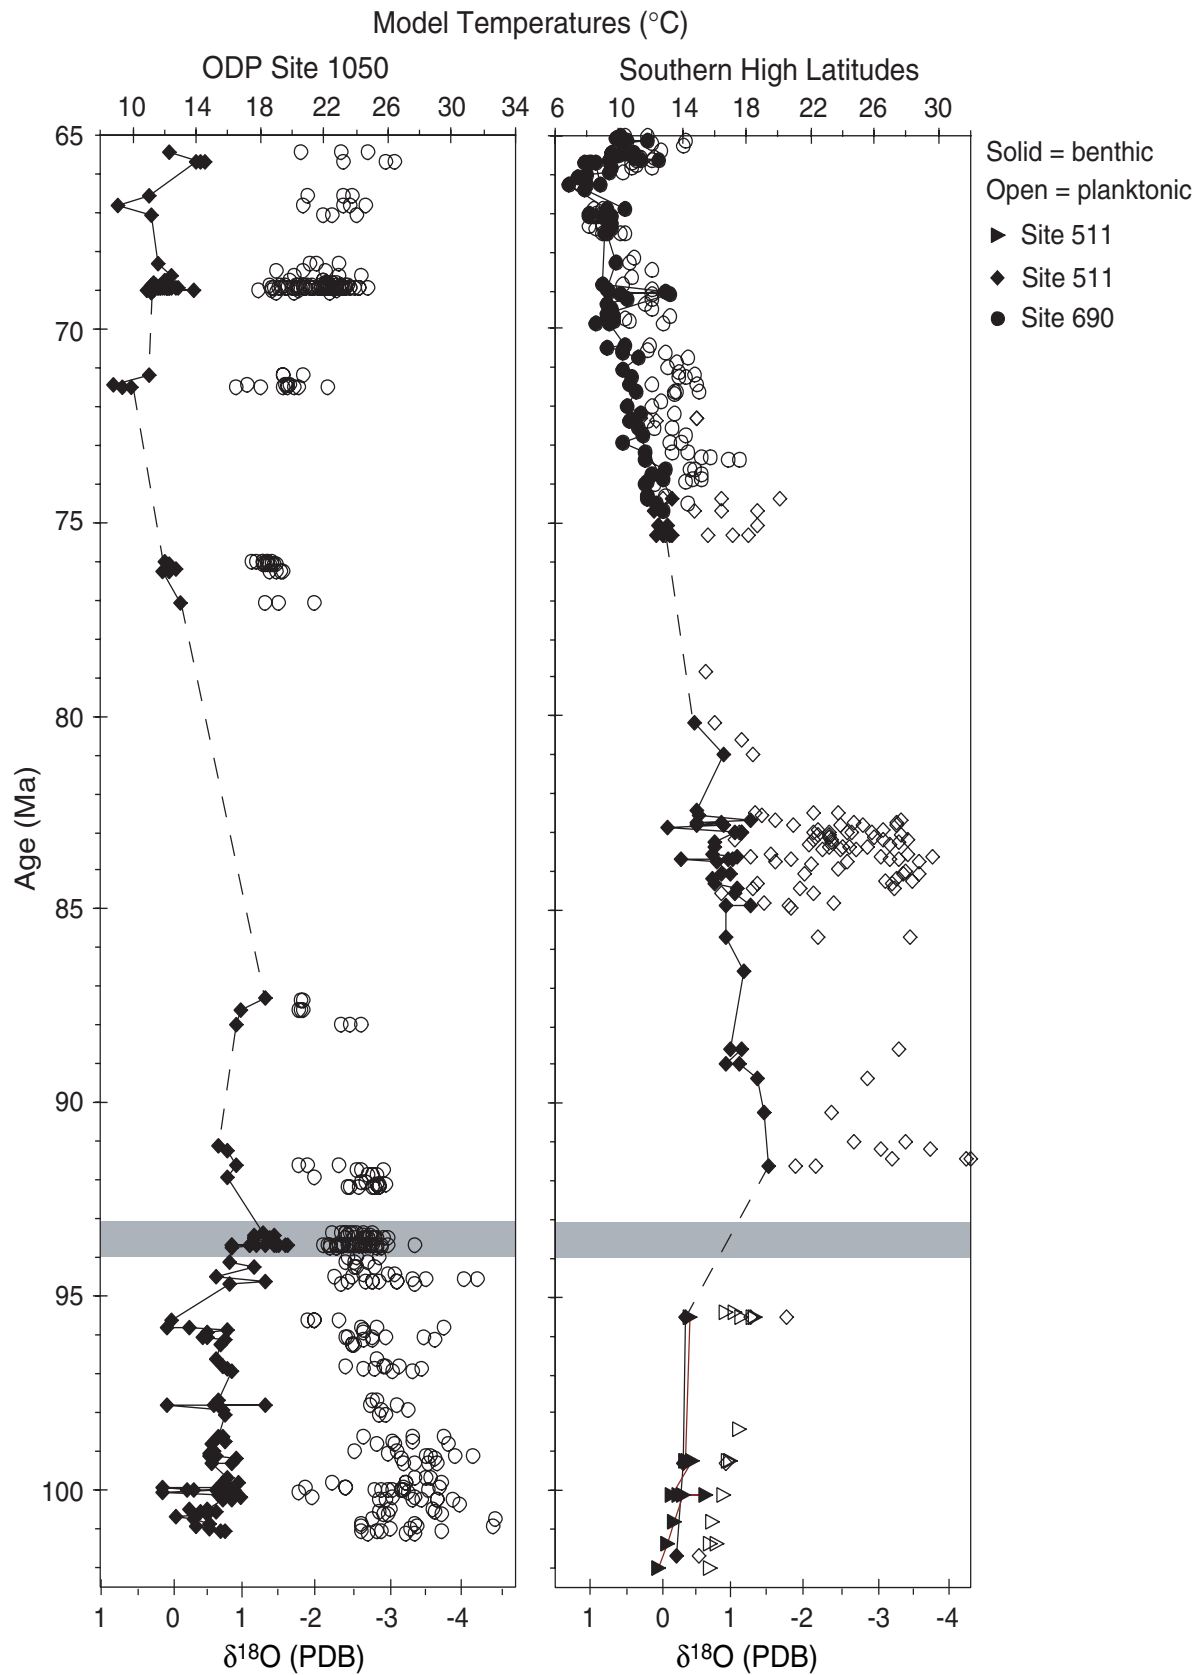 Model Temperatures (°C)
ODP Site 1050
Southern High Latitudes
10 14 18 22 26 30 34
6 10 14 18 22 26 30
Solid = benthic
Open = planktonic
Site 511
Site 511
Site 690
65
70
75
80
85
90
95
100
Age (Ma)
1 0 1 -2 -3 -4
1 0 1 -2 -3 -4
δ18O (PDB)
δ18O (PDB)